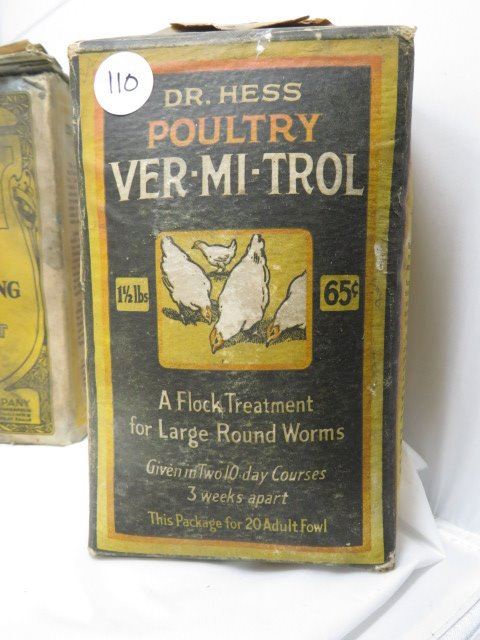 110
DR. HESS
POULTRY
VER-MI-TROL
1½ lbs
65¢
A Flock Treatment
for Large Round Worms
Given in Two 10-day Courses
3 weeks apart
This Package for 20 Adult Fowl
NG
PANY